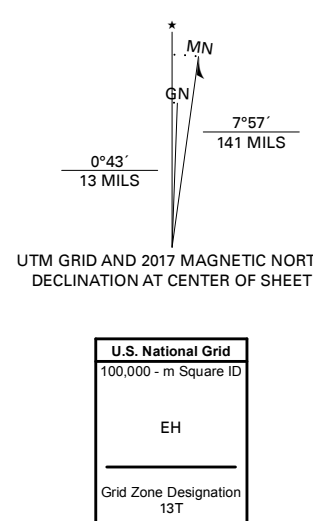 ★
MN
GN
7°57´
141 MILS
0°43´
13 MILS
UTM GRID AND 2017 MAGNETIC NORT
DECLINATION AT CENTER OF SHEET
U.S. National Grid
100,000 - m Square ID
EH
Grid Zone Designation
13T